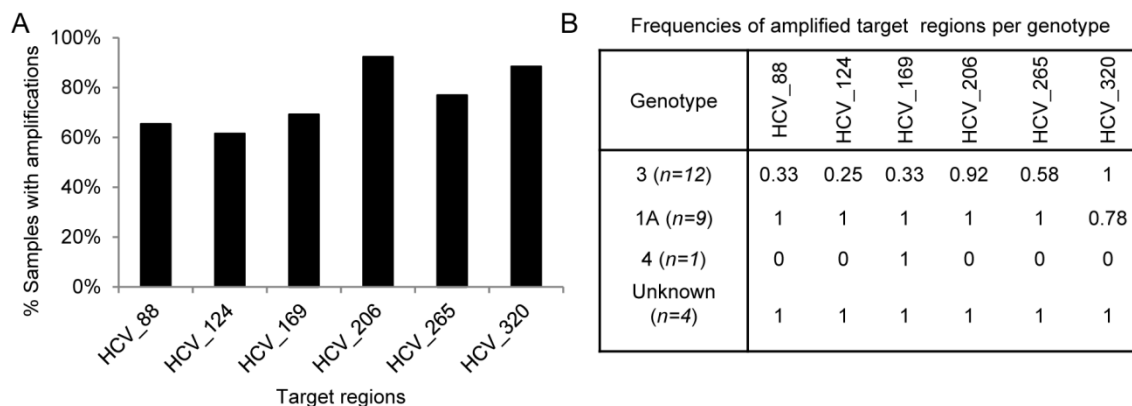 A
% Samples with amplifications
100%
80%
60%
40%
20%
0%
HCV_88
HCV_124
HCV_169
HCV_206
HCV_265
HCV_320
Target regions
B
Frequencies of amplified target regions per genotype
Genotype HCV_88 HCV_124 HCV_169 HCV_206 HCV_265 HCV_320
3 (n=12) 0.33 0.25 0.33 0.92 0.58 1
1A (n=9) 1 1 1 1 1 0.78
4 (n=1) 0 0 1 0 0 0
Unknown
(n=4) 1 1 1 1 1 1